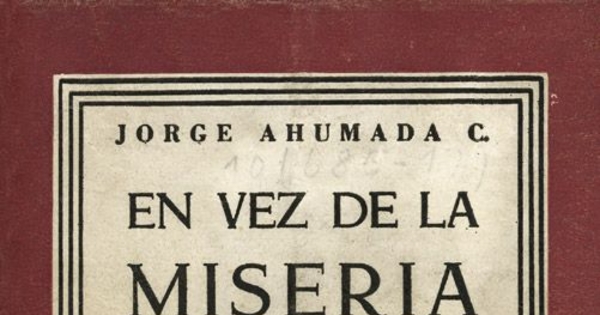 JORGE AHUMADA C.
EN VEZ DE LA
MISERIA